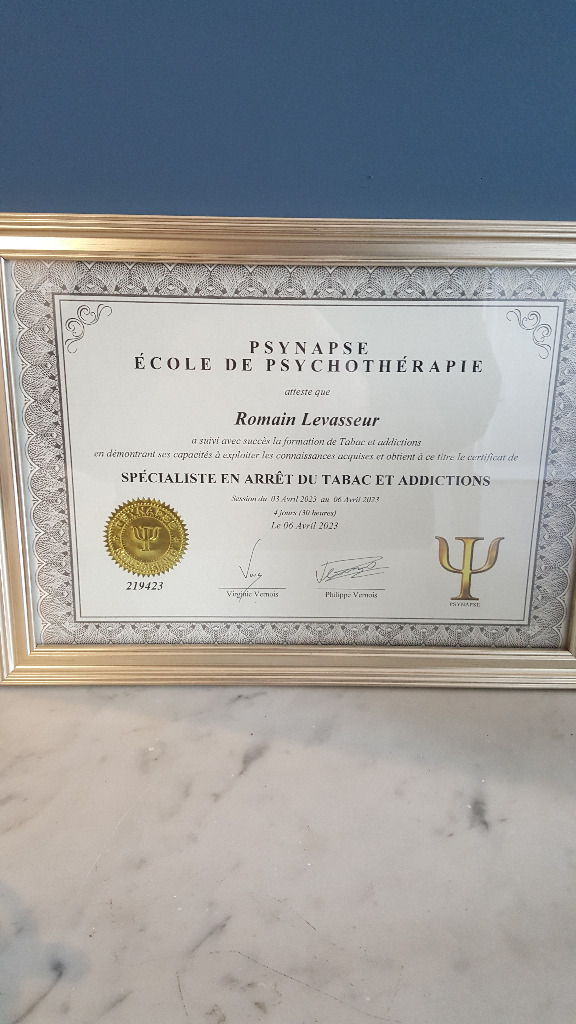 PSYNAPSE
ÉCOLE DE PSYCHOTHÉRAPIE
atteste que
Romain Levasseur
a suivi avec succès la formation de Tabac et addictions
en démontrant ses capacités à exploiter les connaissances acquises et obtient à ce titre le certificat de
SPÉCIALISTE EN ARRÊT DU TABAC ET ADDICTIONS
Session du 03 Avril 2023 au 06 Avril 2023
4 jours (30 heures)
Le 06 Avril 2023
219423
Virginie Vernois
Philippe Vernois
PSYNAPSE